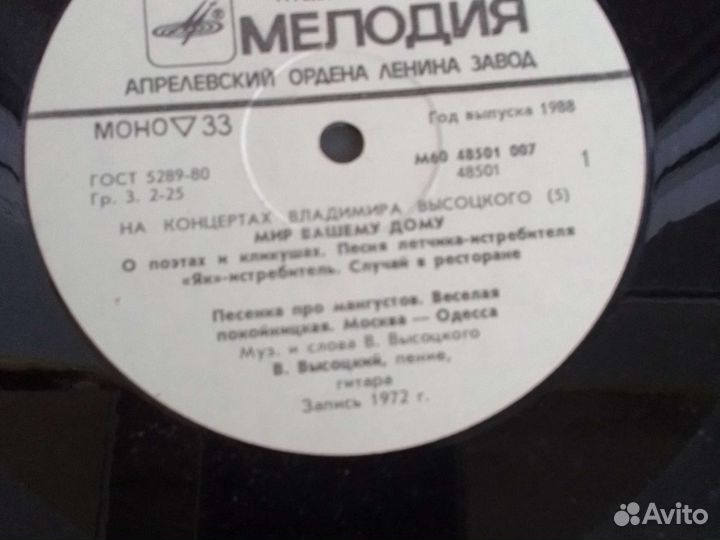 МЕЛОДИЯ
АПРЕЛЕВСКИЙ ОРДЕНА ЛЕНИНА ЗАВОД
МОНО ▽ 33
Год выпуска 1988
ГОСТ 5289-80
Гр. 3. 2-25
М60 48501 007
48501
1
НА КОНЦЕРТАХ ВЛАДИМИРА ВЫСОЦКОГО (5)
МИР ВАШЕМУ ДОМУ
О поэтах и кликушах. Песня летчика-истребителя
«Як»-истребитель. Случай в ресторане
Песенка про мангустов. Веселая
покойницкая. Москва — Одесса
Муз. и слова В. Высоцкого
В. Высоцкий, пение,
гитара
Запись 1972 г.
Avito